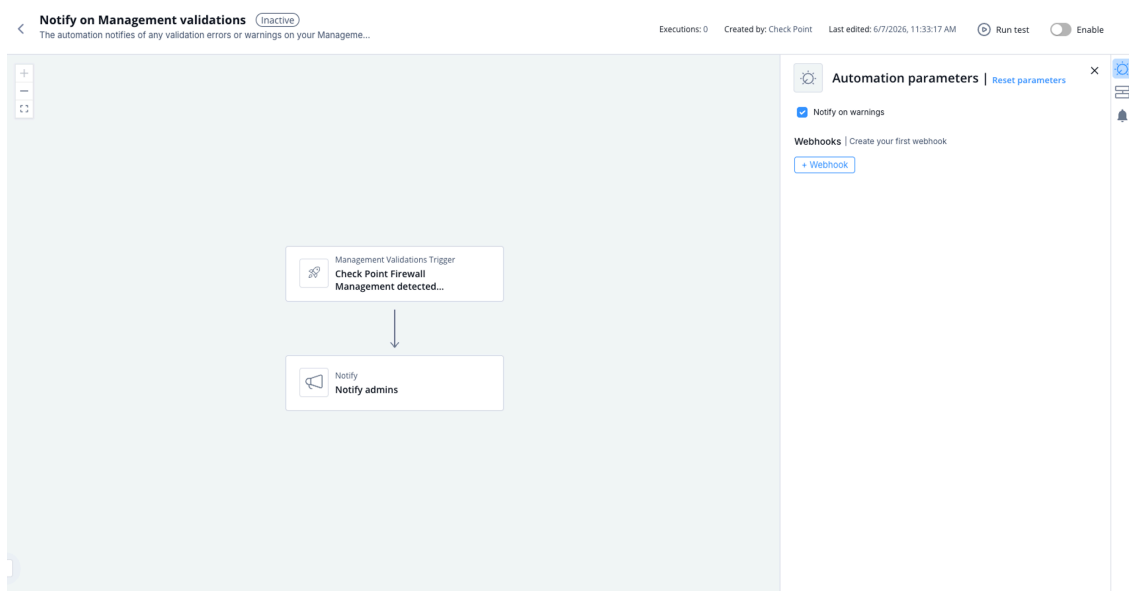 Notify on Management validations Inactive
The automation notifies of any validation errors or warnings on your Manageme...
Executions: 0 Created by: Check Point Last edited: 6/7/2026, 11:33:17 AM Run test Enable
Automation parameters | Reset parameters
Notify on warnings
Webhooks | Create your first webhook
+ Webhook
Management Validations Trigger
Check Point Firewall
Management detected...
Notify
Notify admins